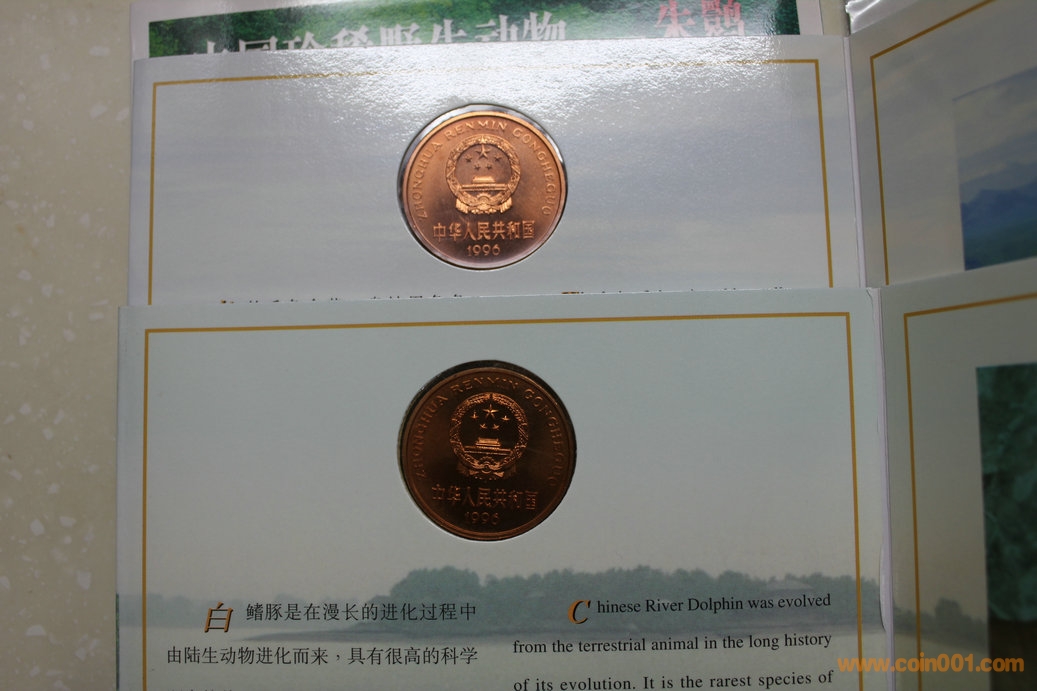 中国珍稀野生动物
朱鹮
ZHONGHUA RENMIN GONGHEGUO
中华人民共和国
1996
ZHONGHUA RENMIN GONGHEGUO
中华人民共和国
1996
白鳍豚是在漫长的进化过程中
由陆生动物进化而来，具有很高的科学
Chinese River Dolphin was evolved
from the terrestrial animal in the long history
of its evolution. It is the rarest species of
www.coin001.com